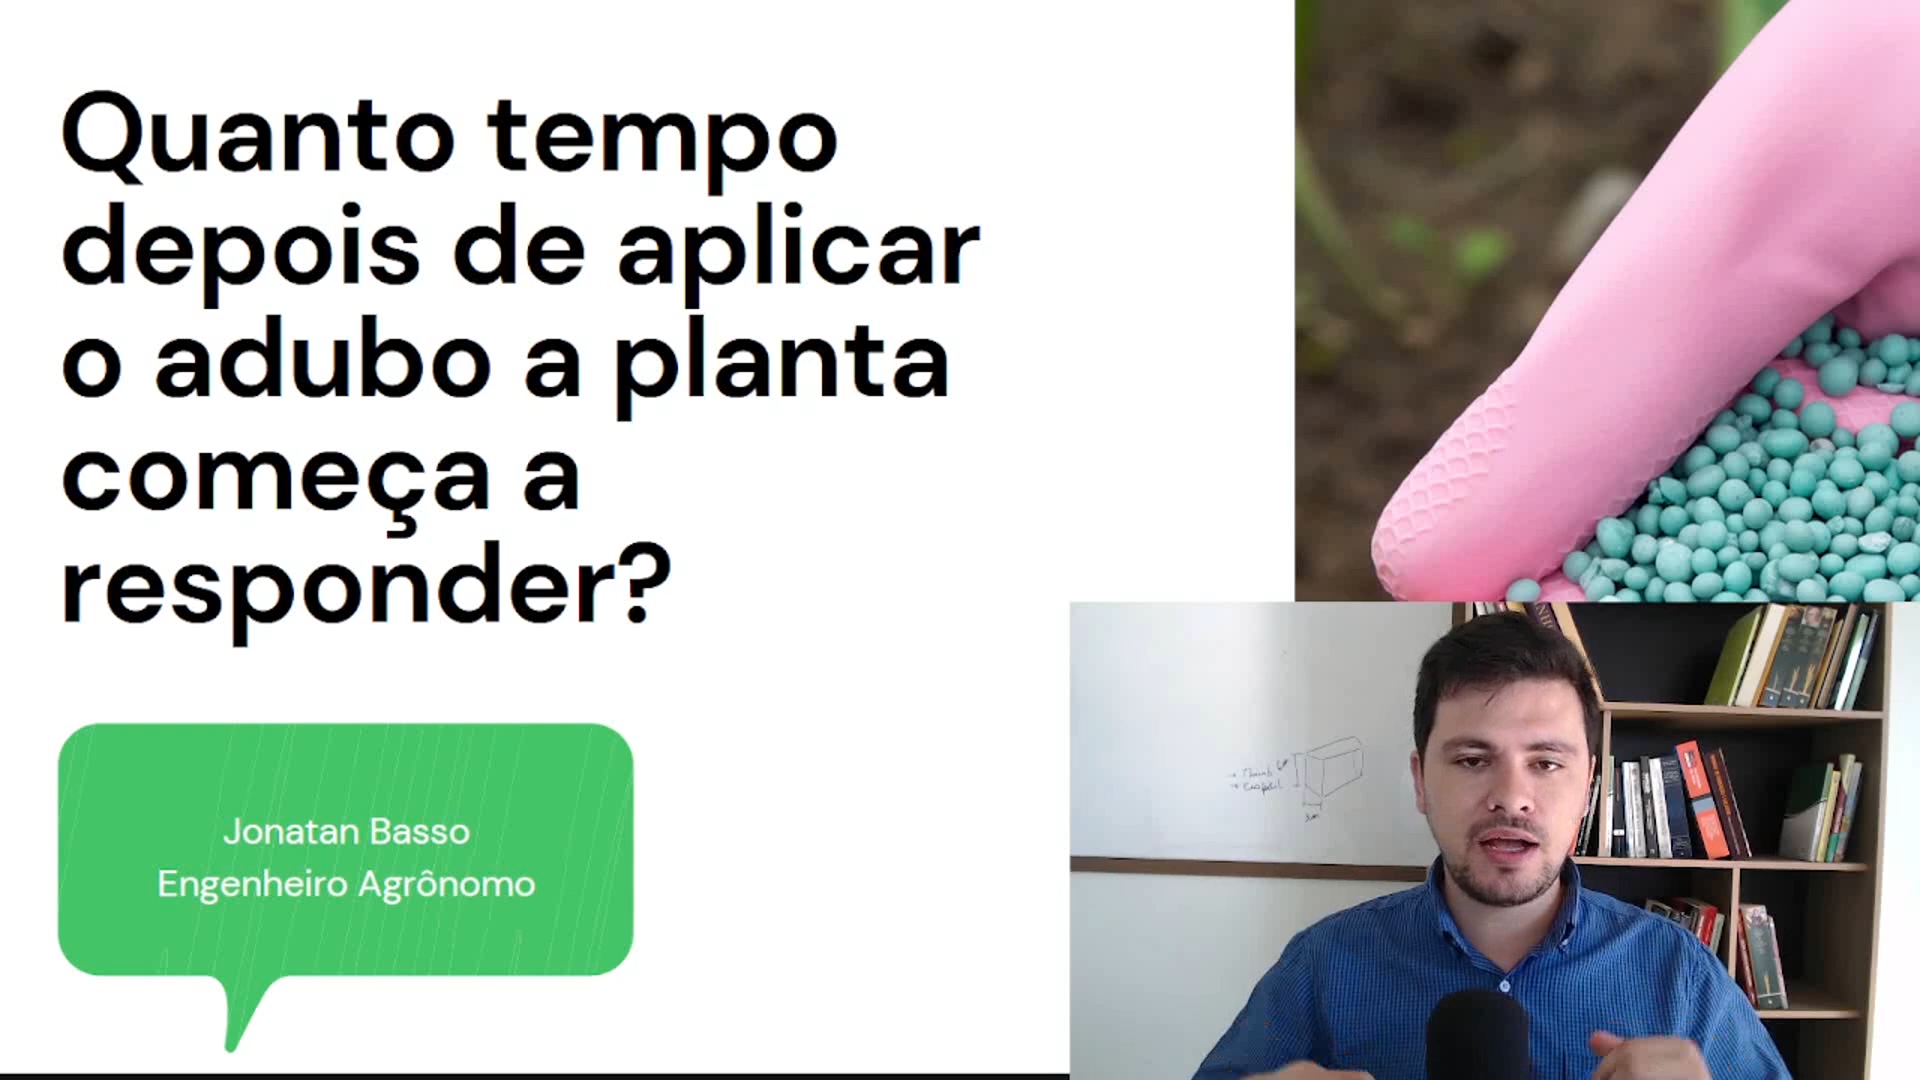 Quanto tempo
depois de aplicar
o adubo a planta
começa a
responder?
Jonatan Basso
Engenheiro Agrônomo